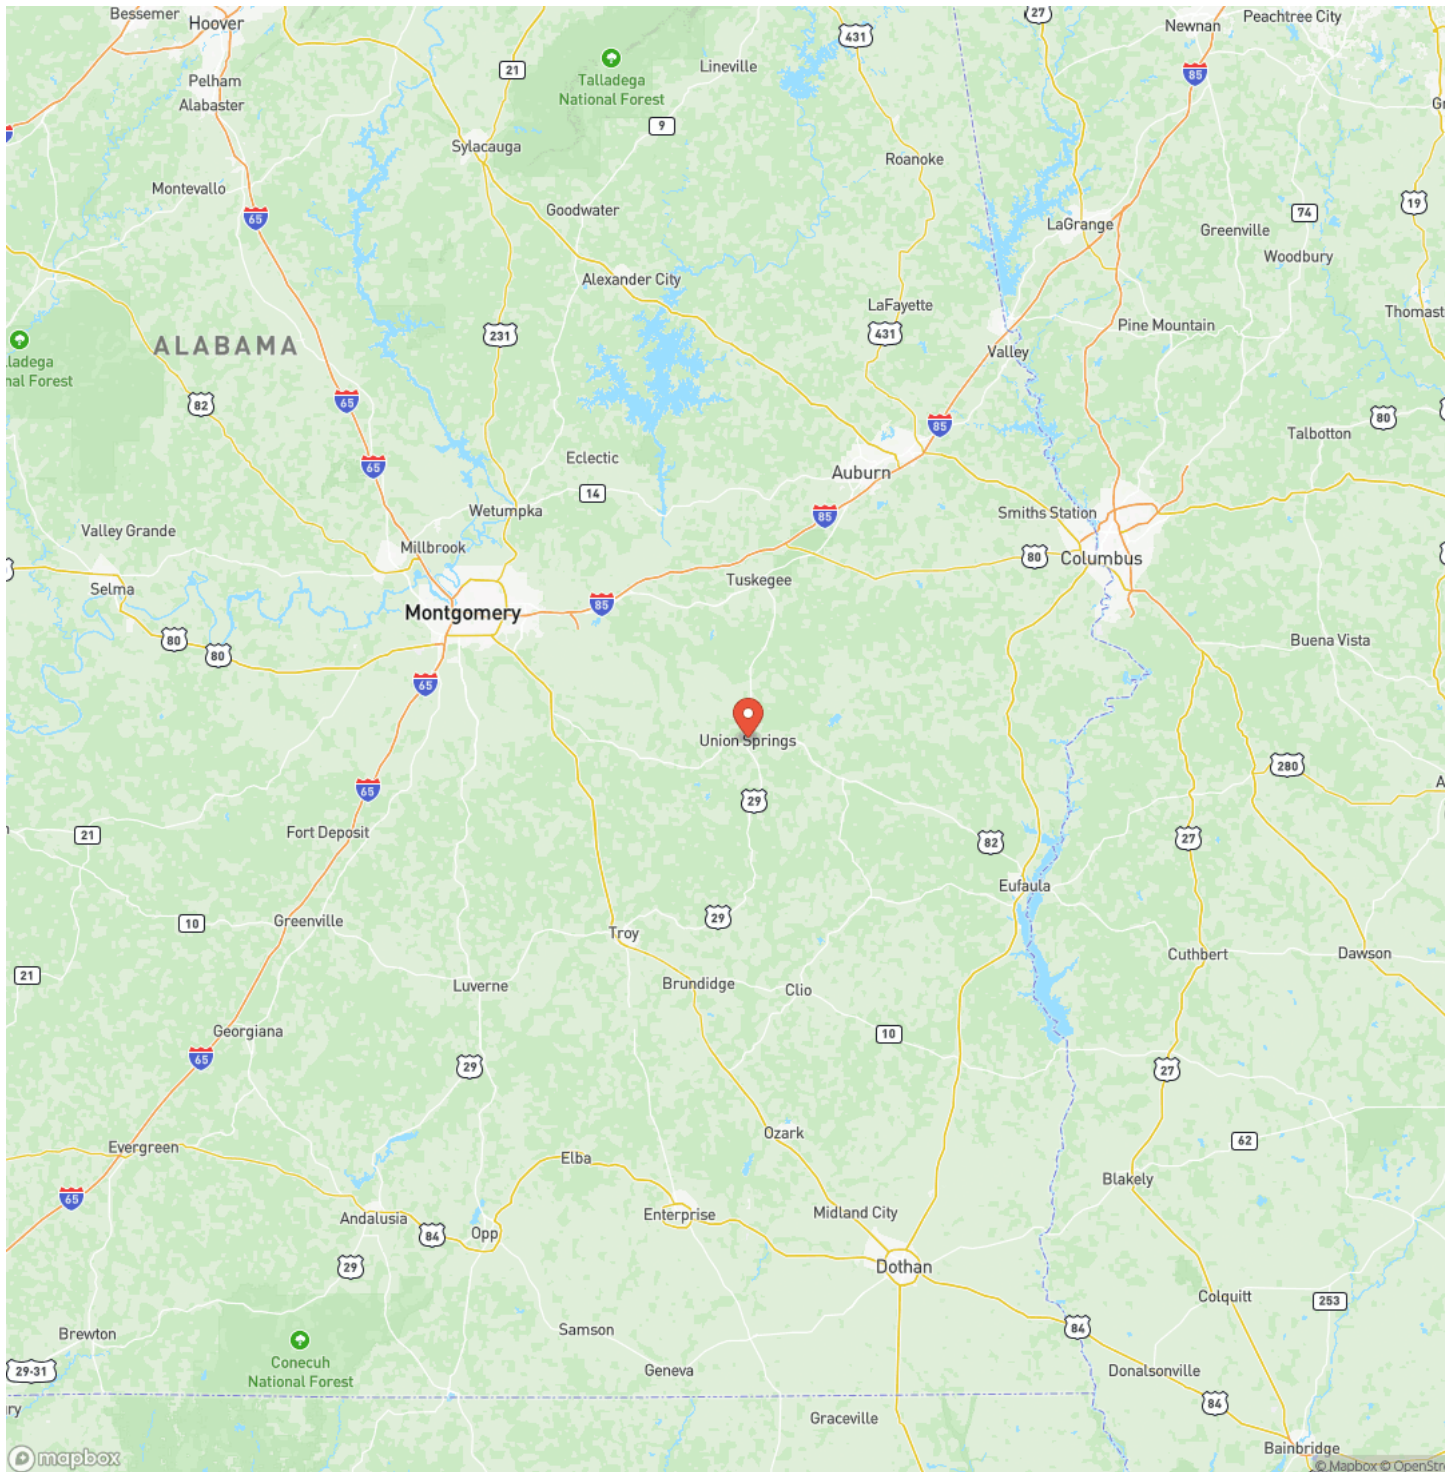 Bessemer
Hoover
27
Newnan
Peachtree City
431
21
Talladega
National Forest
Lineville
85
Pelham
Alabaster
9
Sylacauga
Roanoke
Montevallo
65
Goodwater
LaGrange
74
19
Greenville
Woodbury
Alexander City
LaFayette
431
Thomast
231
ALABAMA
Pine Mountain
Valley
lladega
nal Forest
82
65
80
85
Talbotton
65
Eclectic
Auburn
14
Wetumpka
Smiths Station
85
Valley Grande
Millbrook
80
Columbus
Selma
Tuskegee
Montgomery
85
80
80
Buena Vista
65
Union Springs
280
65
29
Fort Deposit
21
27
82
Eufaula
10
Greenville
29
Troy
Cuthbert
Dawson
21
Luverne
Brundidge
Clio
Georgiana
10
65
29
27
Ozark
62
Evergreen
Elba
65
Blakely
Andalusia
84
Opp
Enterprise
Midland City
29
Dothan
Colquitt
253
Brewton
Samson
84
29-31
Conecuh
National Forest
Geneva
Donalsonville
84
ry
Graceville
Bainbridge
mapbox
© Mapbox © OpenStre